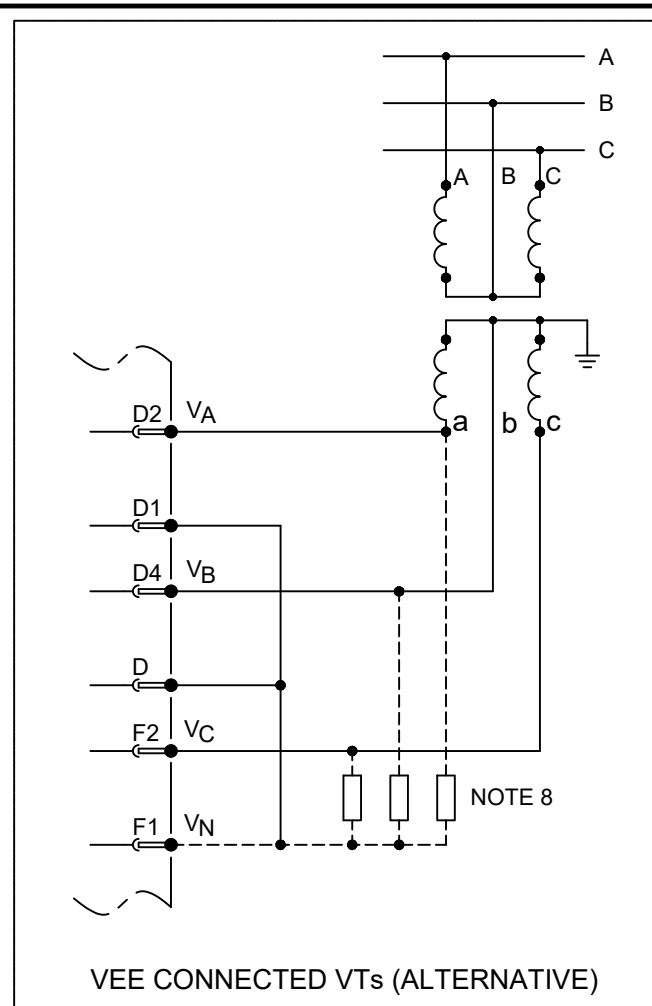 A
B
C
A B C
a b c
D2 VA
D1
D4 VB
D
F2 VC
NOTE 8
F1 VN
VEE CONNECTED VTs (ALTERNATIVE)